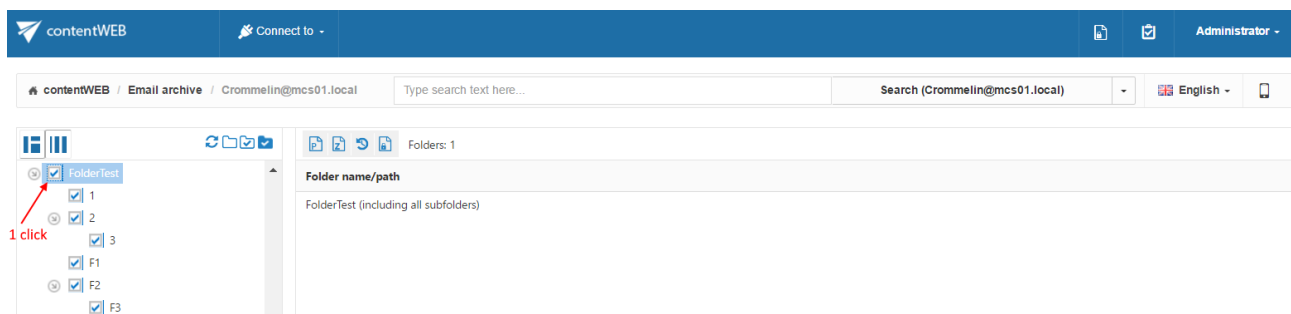 contentWEB Connect to Administrator
contentWEB / Email archive / Crommelin@mcs01.local Type search text here... Search (Crommelin@mcs01.local) English
P Z Folders: 1
FolderTest
Folder name/path
1
FolderTest (including all subfolders)
2
1 click
3
F1
F2
F3